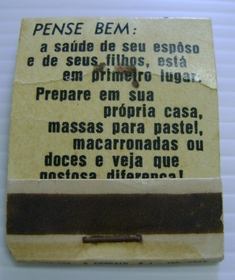 PENSE BEM:
a saúde de seu espôso
e de seus filhos, está
em primeiro lugar.
Prepare em sua
própria casa,
massas para pastel,
macarronadas ou
doces e veja que
gostosa diferença!